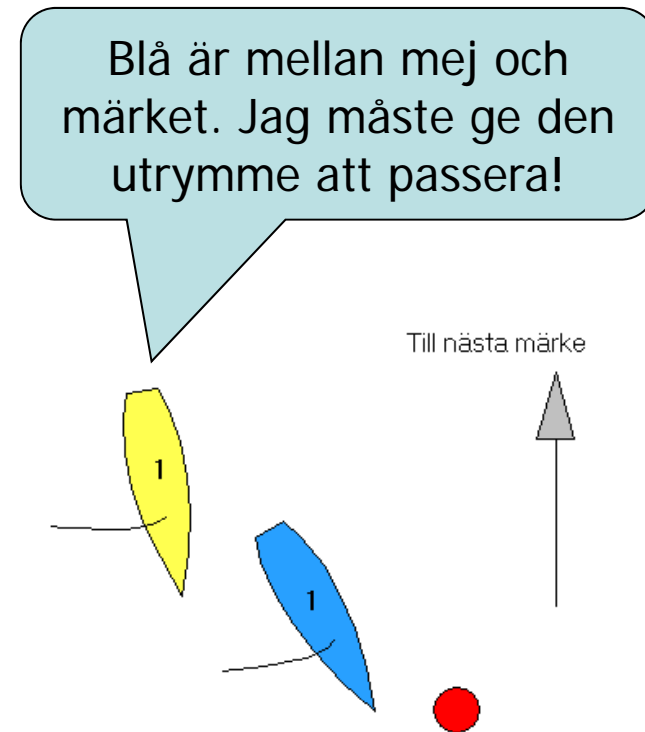 Blå är mellan mej och
märket. Jag måste ge den
utrymme att passera!
Till nästa märke
1
1